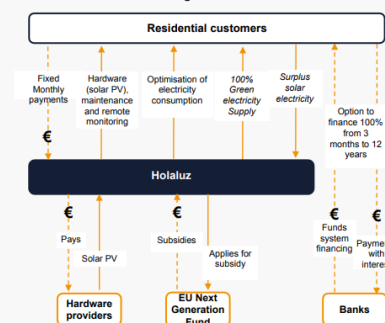 Residential customers
Fixed
Monthly
payments
Hardware
(solar PV),
maintenance
and remote
monitoring
Optimisation of
electricity
consumption
100%
Green
electricity
Supply
Surplus
solar
electricity
Option to
finance 100%
from 3
months to 12
years
€
Holaluz
€
Pays
Solar PV
€
Subsidies
Applies for
subsidy
€
Funds
system
financing
€
with
Hardware
providers
EU Next
Generation
Fund
Banks